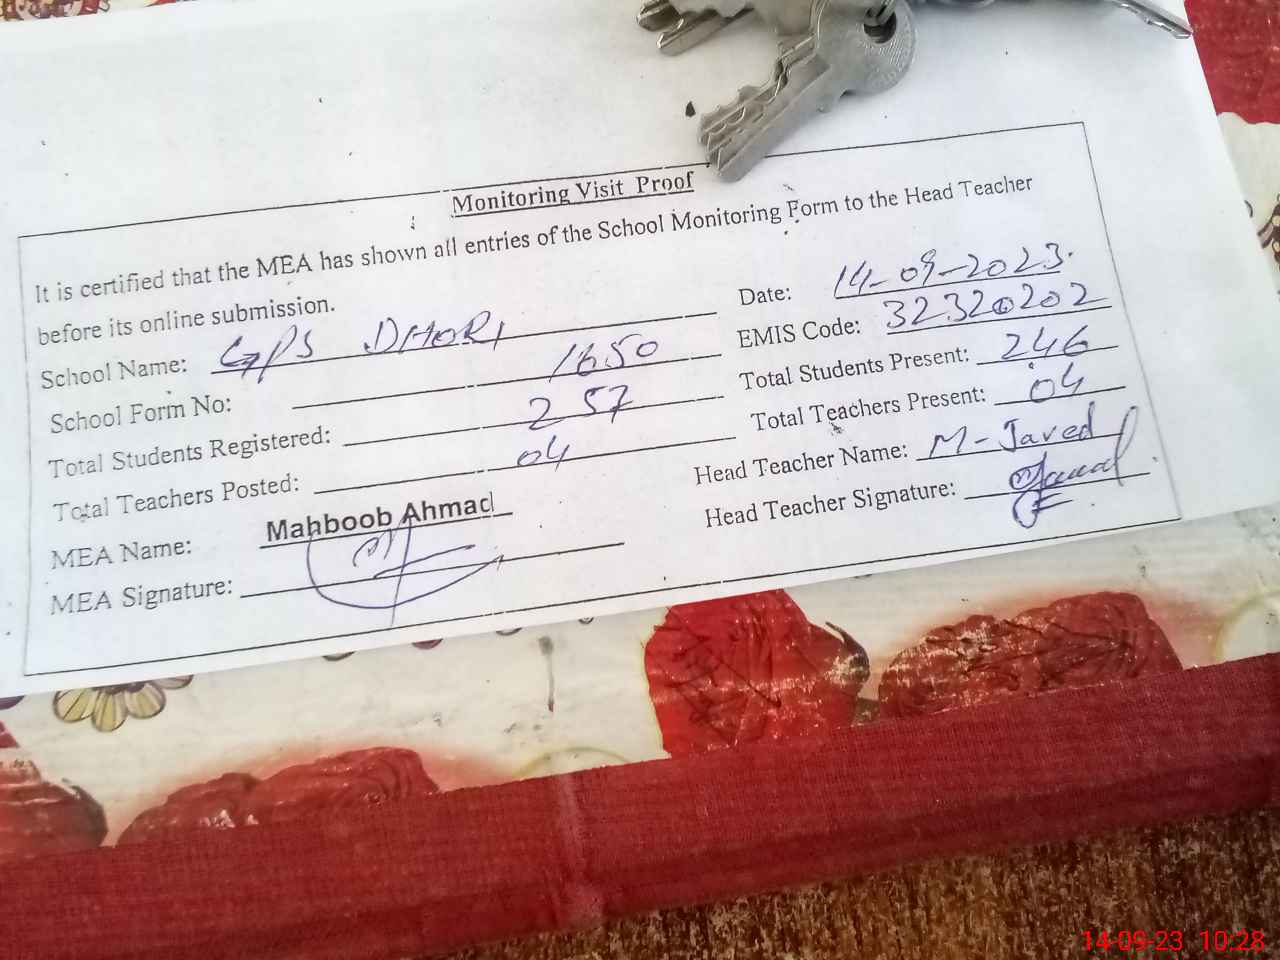 Monitoring Visit Proof
It is certified that the MEA has shown all entries of the School Monitoring Form to the Head Teacher
before its online submission.
Date: 14-09-2023.
School Name: GPS DHORI
EMIS Code: 32320202
School Form No: 1650
Total Students Present: 246
Total Students Registered: 257
Total Teachers Present: 04
Total Teachers Posted: 04
Head Teacher Name: M-Javed
MEA Name: Mahboob Ahmad
Head Teacher Signature:
MEA Signature:
14-09-23 10:28